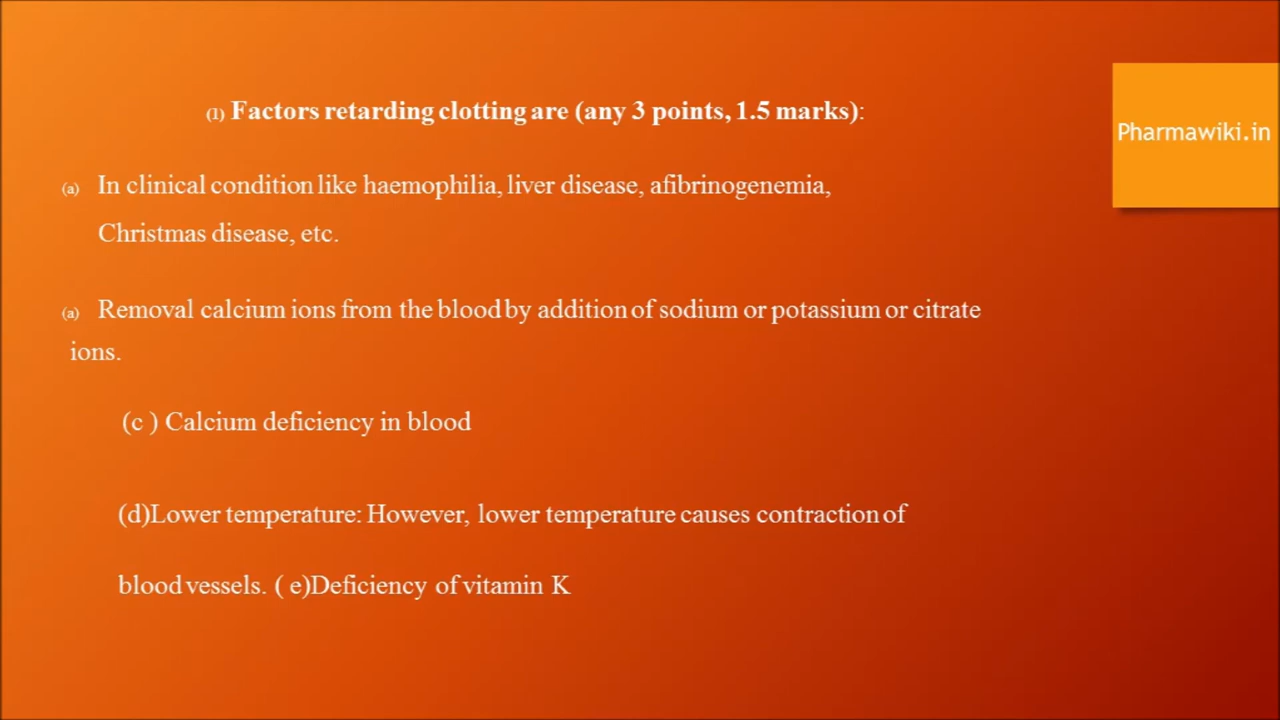 (1) Factors retarding clotting are (any 3 points, 1.5 marks):
Pharmawiki.in
(a) In clinical condition like haemophilia, liver disease, afibrinogenemia,
Christmas disease, etc.
(a) Removal calcium ions from the blood by addition of sodium or potassium or citrate
ions.
(c ) Calcium deficiency in blood
(d)Lower temperature: However, lower temperature causes contraction of
blood vessels. ( e)Deficiency of vitamin K